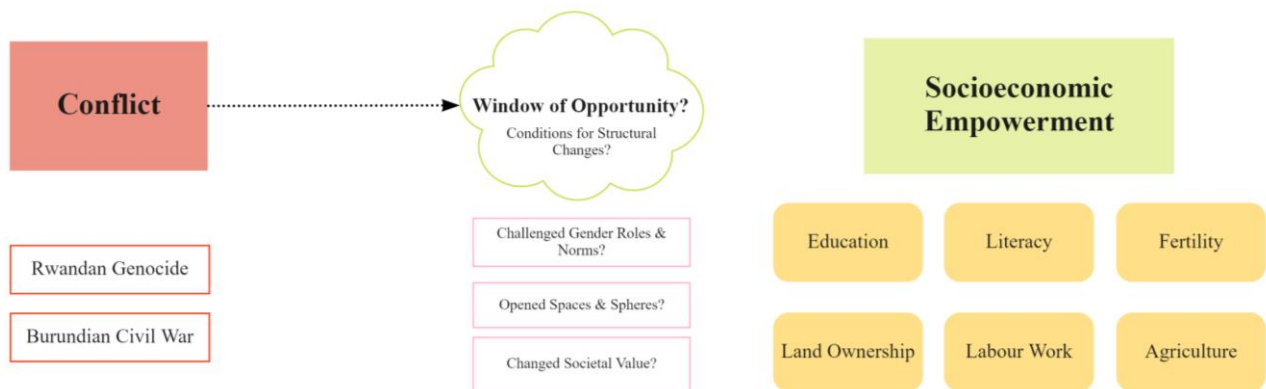 Conflict
Window of Opportunity?
Conditions for Structural
Changes?
Socioeconomic
Empowerment
Rwandan Genocide
Burundian Civil War
Challenged Gender Roles &
Norms?
Opened Spaces & Spheres?
Changed Societal Value?
Education
Literacy
Fertility
Land Ownership
Labour Work
Agriculture